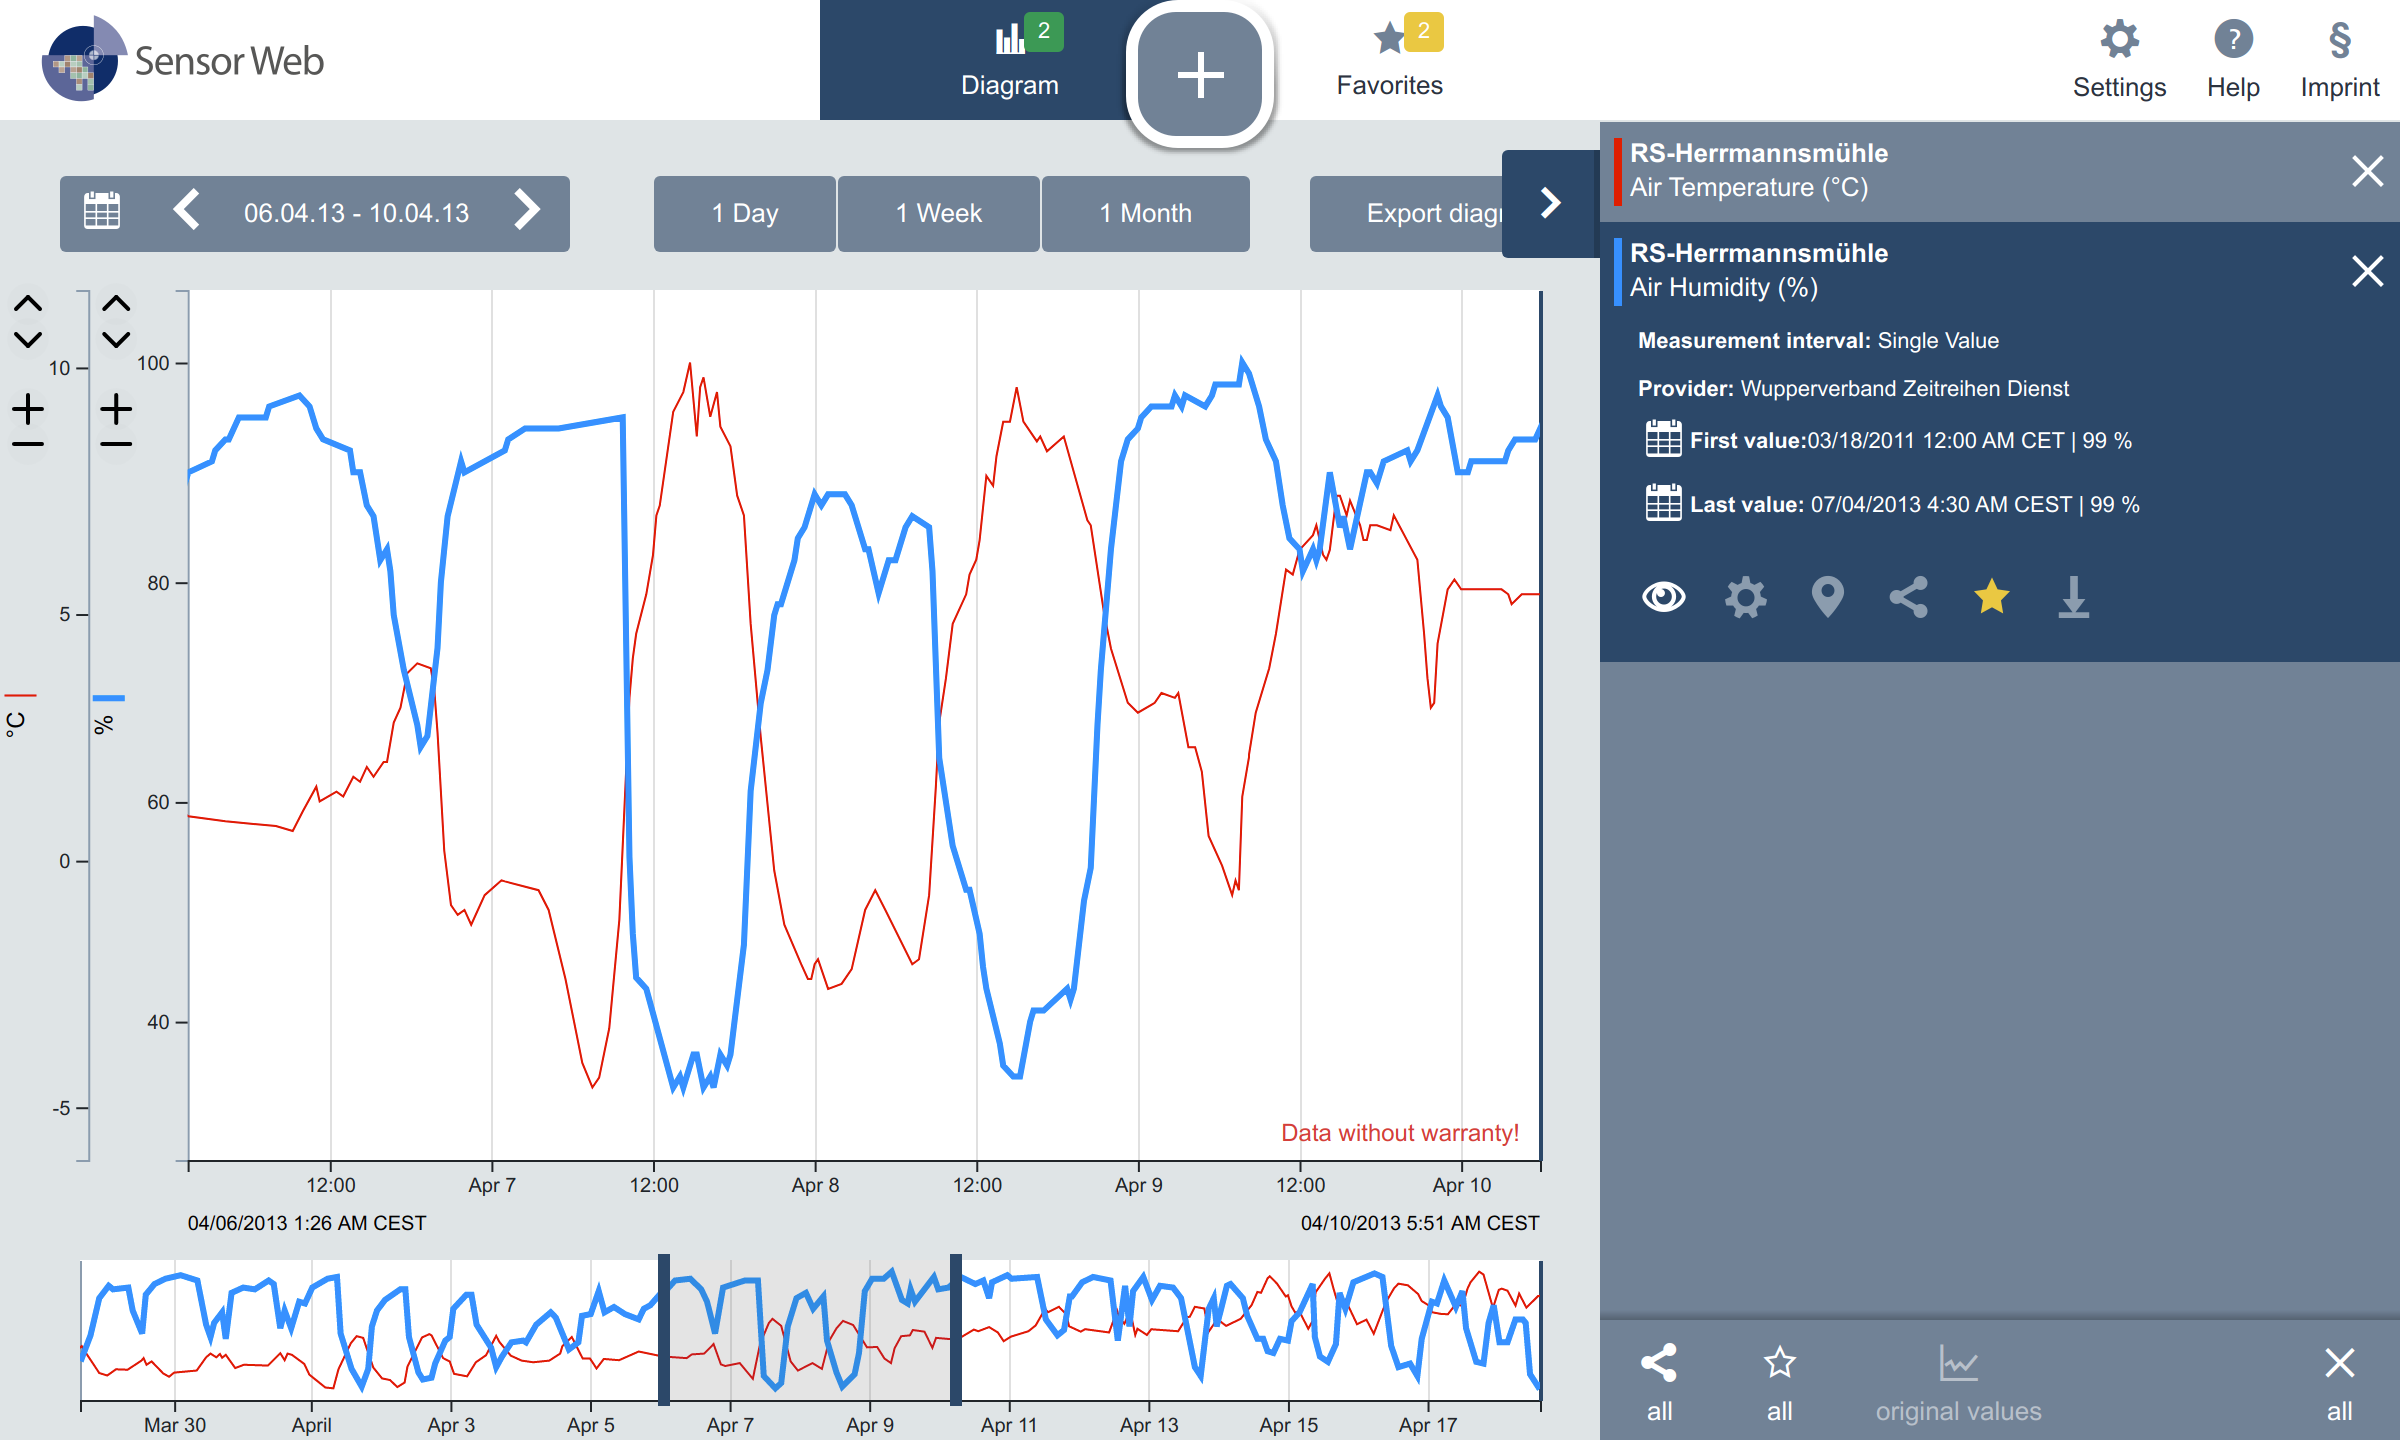 Sensor Web
Diagram
2
+
Favorites
2
Settings
? Help
§ Imprint
06.04.13 - 10.04.13
1 Day
1 Week
1 Month
Export diagr
RS-Herrmannsmühle
Air Temperature (°C)
RS-Herrmannsmühle
Air Humidity (%)
Measurement interval: Single Value
Provider: Wupperverband Zeitreihen Dienst
First value:03/18/2011 12:00 AM CET | 99 %
Last value: 07/04/2013 4:30 AM CEST | 99 %
10
5
0
-5
°C
100
80
60
40
%
Data without warranty!
12:00
Apr 7
12:00
Apr 8
12:00
Apr 9
12:00
Apr 10
04/06/2013 1:26 AM CEST
04/10/2013 5:51 AM CEST
Mar 30
April
Apr 3
Apr 5
Apr 7
Apr 9
Apr 11
Apr 13
Apr 15
Apr 17
all
all
original values
all